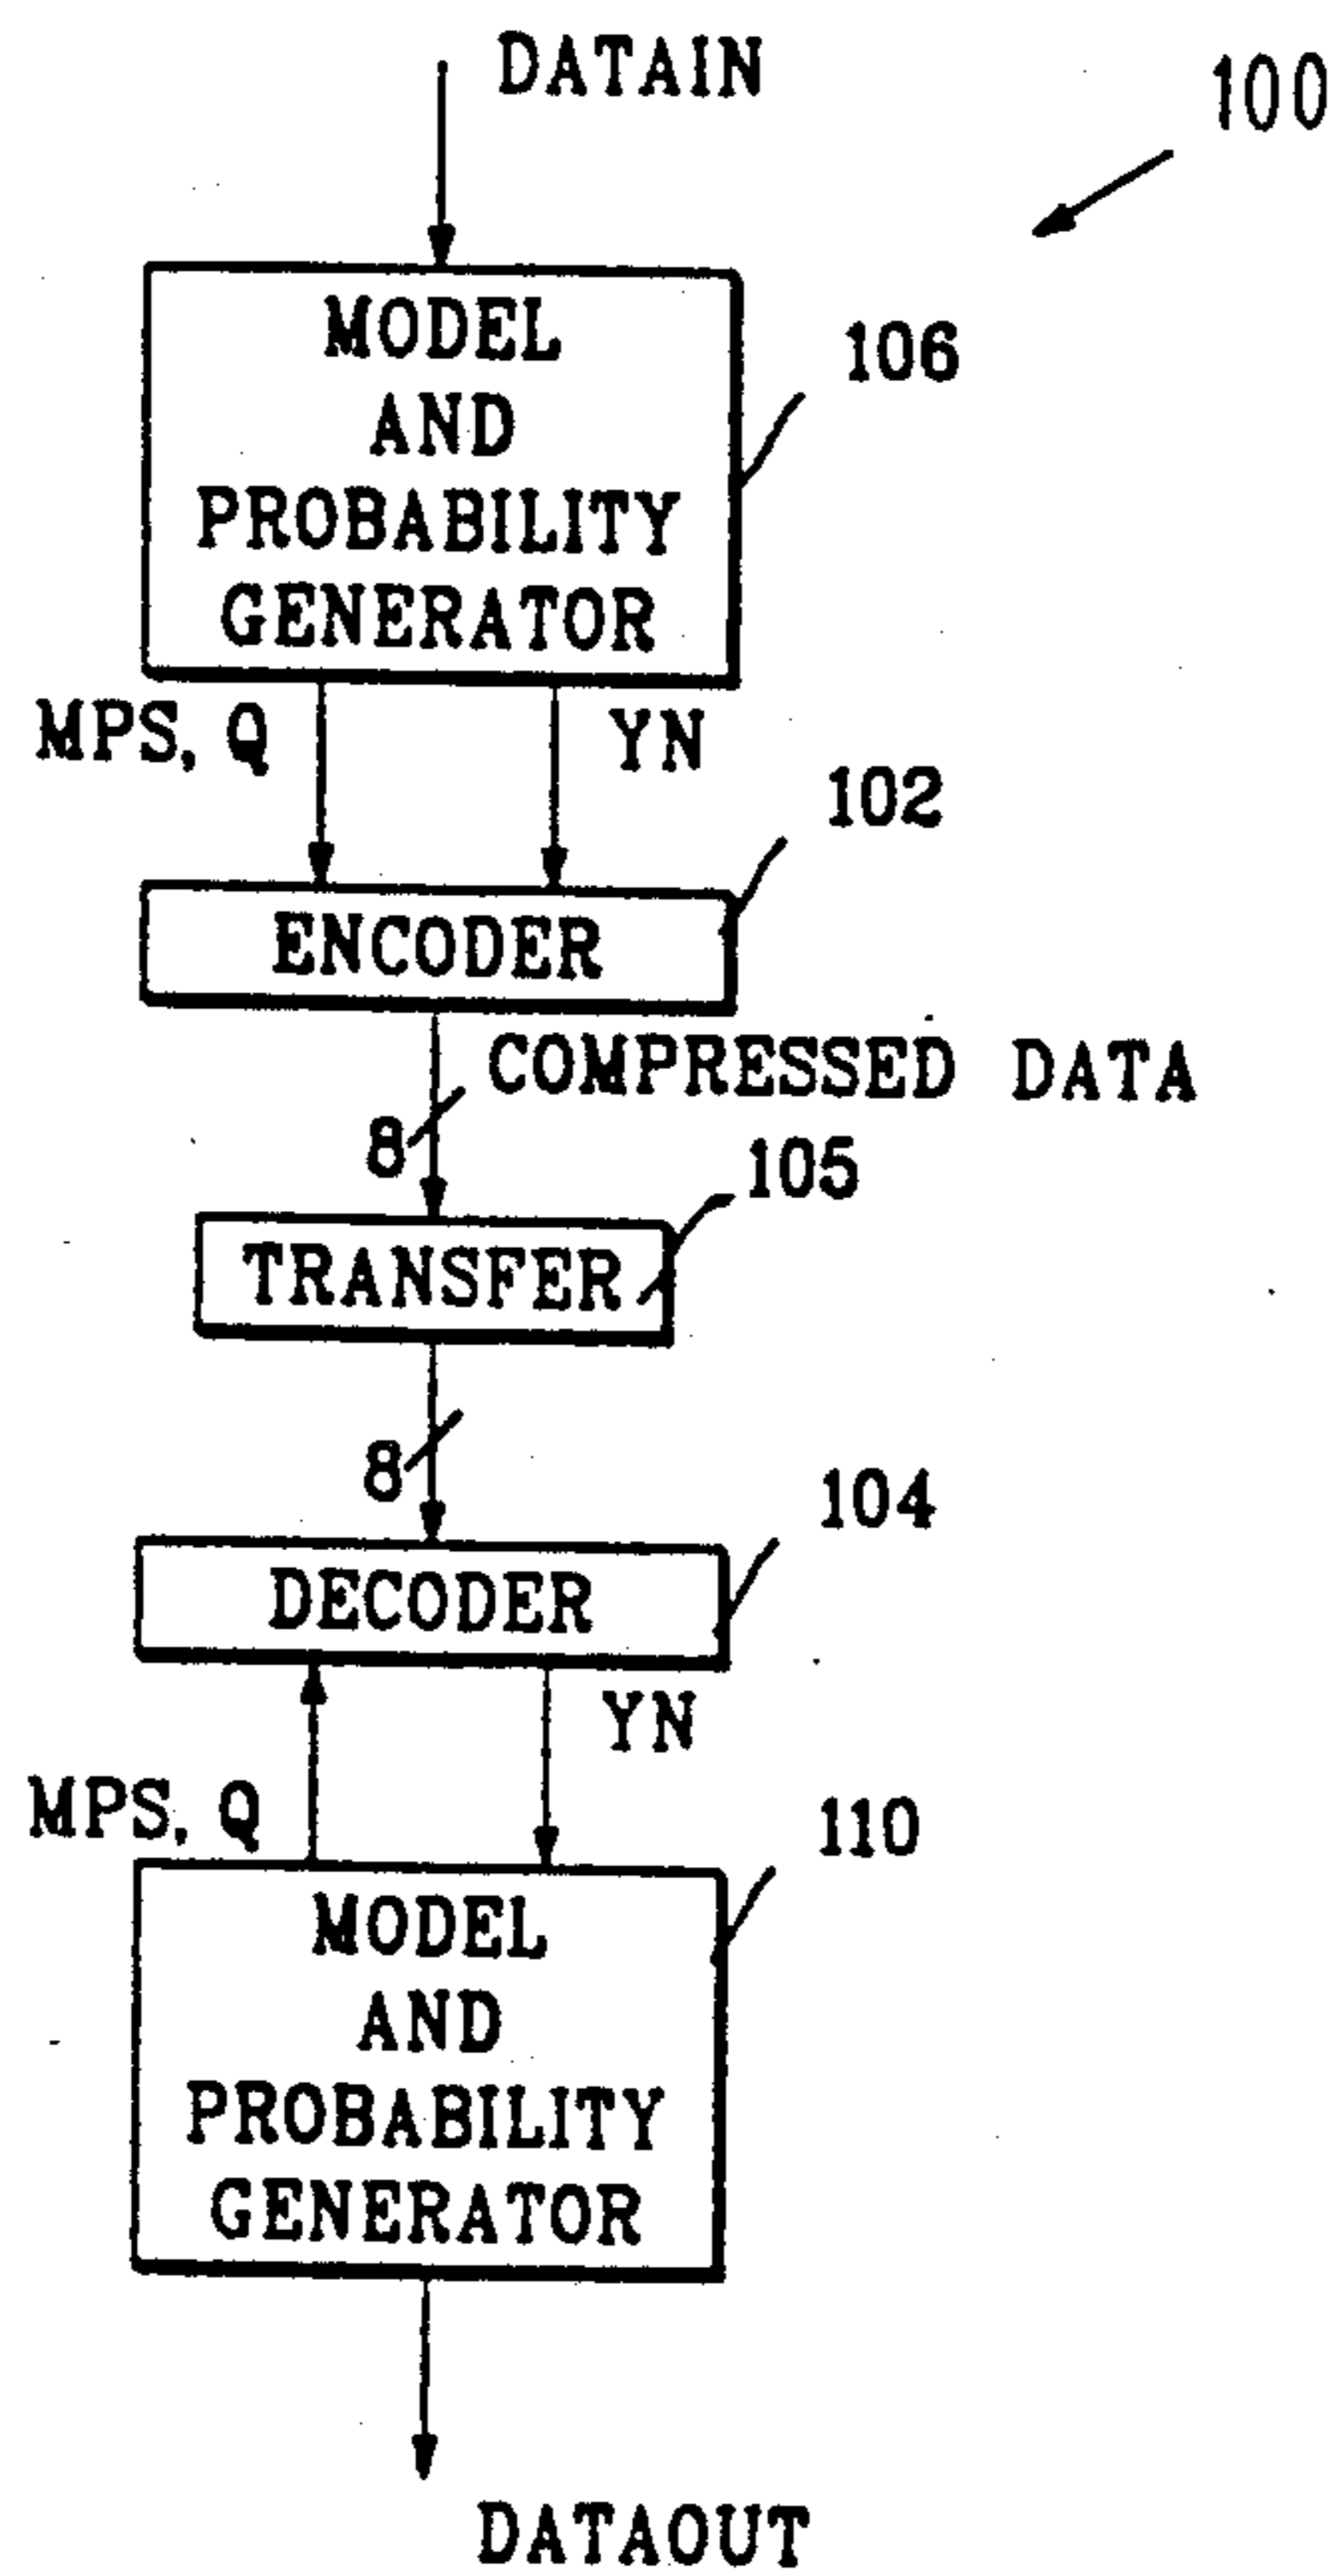 DATAIN
100
MODEL
AND
PROBABILITY
GENERATOR
106
MPS, Q
YN
102
ENCODER
COMPRESSED DATA
8
105
TRANSFER
8
104
DECODER
YN
MPS, Q
110
MODEL
AND
PROBABILITY
GENERATOR
DATAOUT